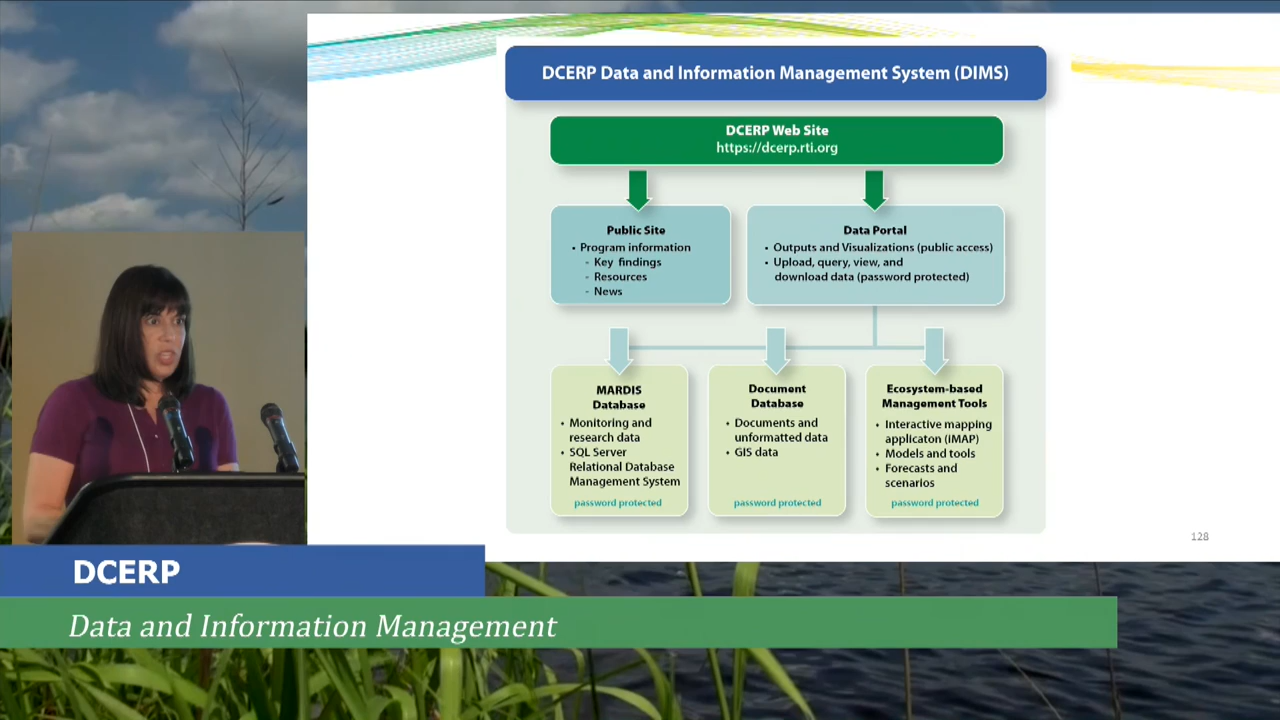 DCERP Data and Information Management System (DIMS)
DCERP Web Site
https://dcerp.rti.org
Public Site
• Program information
- Key findings
- Resources
- News
Data Portal
• Outputs and Visualizations (public access)
• Upload, query, view, and
download data (password protected)
MARDIS
Database
• Monitoring and
research data
• SQL Server
Relational Database
Management System
password protected
Document
Database
• Documents and
unformatted data
• GIS data
password protected
Ecosystem-based
Management Tools
• Interactive mapping
applicaton (iMAP)
• Models and tools
• Forecasts and
scenarios
password protected
128
DCERP
Data and Information Management